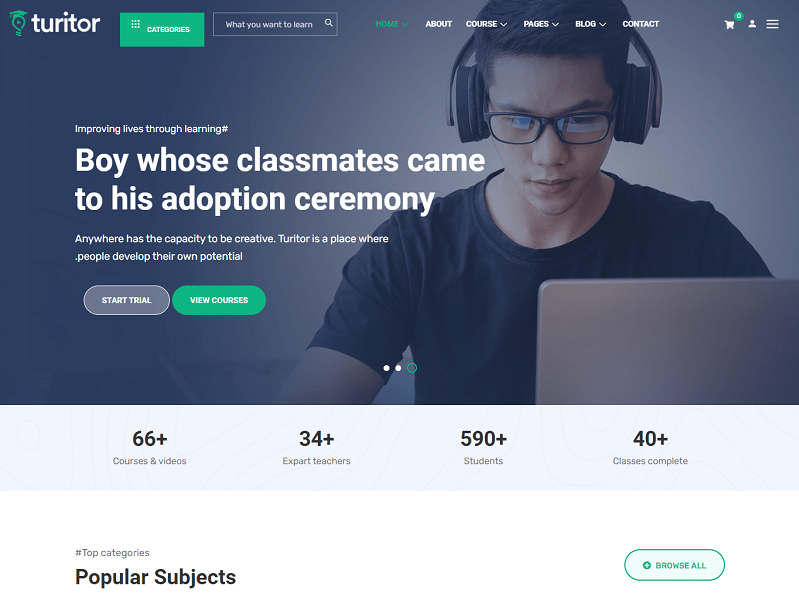 turitor
CATEGORIES
What you want to learn
HOME
ABOUT
COURSE
PAGES
BLOG
CONTACT
0
Improving lives through learning#
Boy whose classmates came
to his adoption ceremony
Anywhere has the capacity to be creative. Turitor is a place where
.people develop their own potential
START TRIAL
VIEW COURSES
66+
Courses & videos
34+
Expart teachers
590+
Students
40+
Classes complete
#Top categories
Popular Subjects
BROWSE ALL